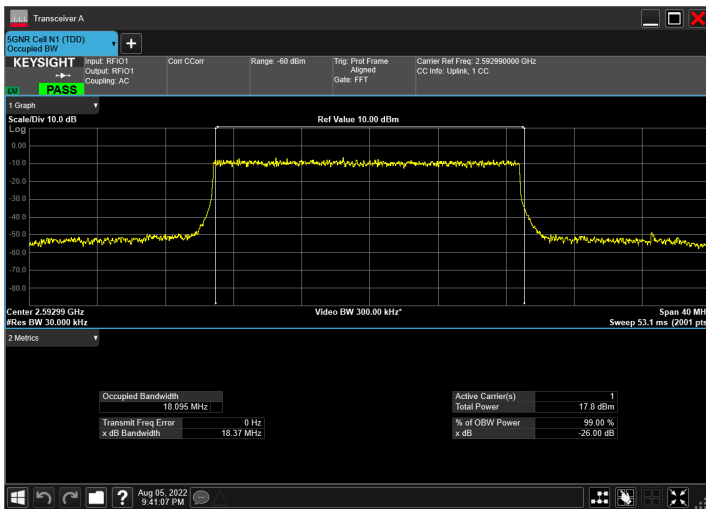 Transceiver A
5GNR Cell N1 (TDD)
Occupied BW
KEYSIGHT
LXI
PASS
Input: RFIO1
Output: RFIO1
Coupling: AC
Corr CCorr
Range: -60 dBm
Trig: Prot Frame
Aligned
Gate: FFT
Carrier Ref Freq: 2.592990000 GHz
CC Info: Uplink, 1 CC
1 Graph
Scale/Div 10.0 dB
Ref Value 10.00 dBm
Log
0.00
-10.0
-20.0
-30.0
-40.0
-50.0
-60.0
-70.0
-80.0
Center 2.59299 GHz
Video BW 300.00 kHz*
Span 40 MH
#Res BW 30.000 kHz
Sweep 53.1 ms (2001 pts
2 Metrics
Occupied Bandwidth
18.095 MHz
Transmit Freq Error 0 Hz
x dB Bandwidth 18.37 MHz
Active Carrier(s) 1
Total Power 17.8 dBm
% of OBW Power 99.00 %
x dB -26.00 dB
?
Aug 05, 2022
9:41:07 PM